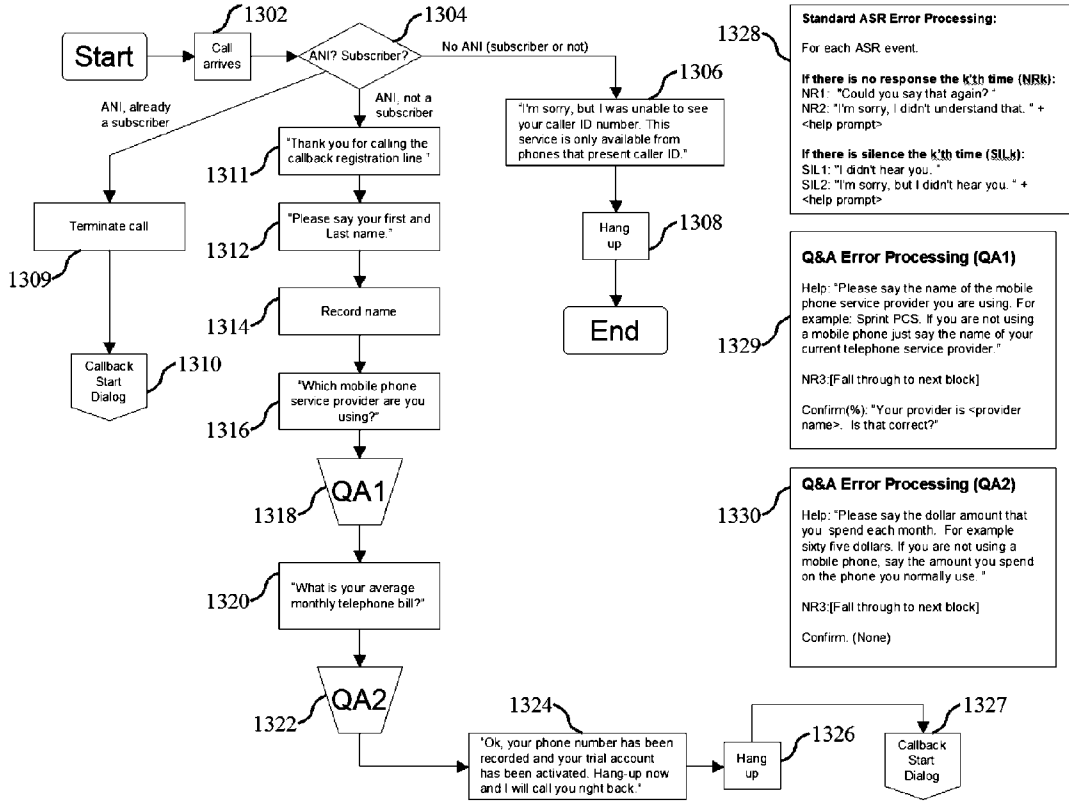 1302
Start
Call
arrives
1304
ANI? Subscriber?
No ANI (subscriber or not)
ANI, already
a subscriber
ANI, not a
subscriber
1306
"I'm sorry, but I was unable to see
your caller ID number. This
service is only available from
phones that present caller ID."
1311
"Thank you for calling the
callback registration line "
1309
Terminate call
1312
"Please say your first and
Last name."
1308
Hang
up
End
1314
Record name
1310
Callback
Start
Dialog
1316
"Which mobile phone
service provider are you
using?"
1318
QA1
1320
"What is your average
monthly telephone bill?"
1322
QA2
1324
"Ok, your phone number has been
recorded and your trial account
has been activated. Hang-up now
and I will call you right back."
1326
Hang
up
1327
Callback
Start
Dialog
1328
Standard ASR Error Processing:
For each ASR event.
If there is no response the k'th time (NRk):
NR1: "Could you say that again? "
NR2: "I'm sorry, I didn't understand that. " +
<help prompt>
If there is silence the k'th time (SILk):
SIL1: "I didn't hear you. "
SIL2: "I'm sorry, but I didn't hear you. " +
<help prompt>
1329
Q&A Error Processing (QA1)
Help: "Please say the name of the mobile
phone service provider you are using. For
example: Sprint PCS. If you are not using
a mobile phone just say the name of your
current telephone service provider."
NR3:[Fall through to next block]
Confirm(%): "Your provider is <provider
name>. Is that correct?"
1330
Q&A Error Processing (QA2)
Help: "Please say the dollar amount that
you spend each month. For example
sixty five dollars. If you are not using a
mobile phone, say the amount you spend
on the phone you normally use. "
NR3:[Fall through to next block]
Confirm: (None)